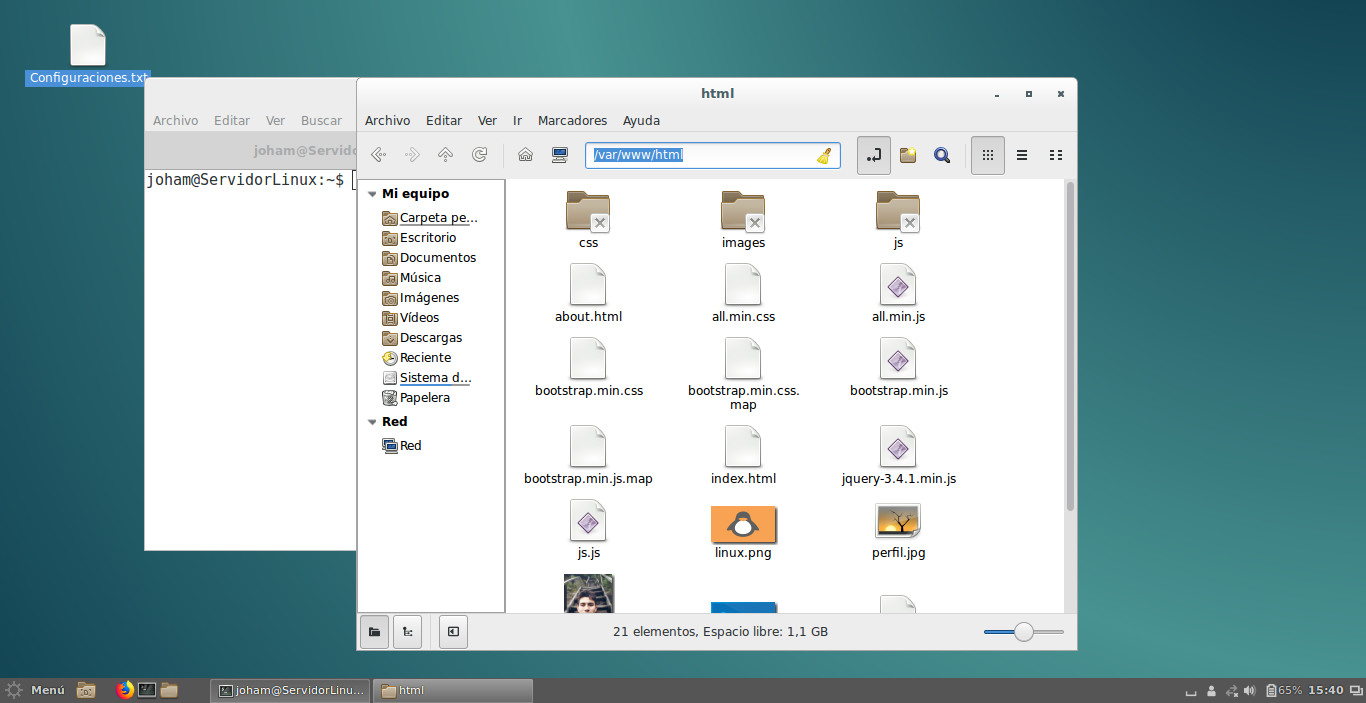 Configuraciones.txt
Archivo Editar Ver Buscar
joham@Servido
joham@ServidorLinux:~$
html
Archivo Editar Ver Ir Marcadores Ayuda
/var/www/html
Mi equipo
Carpeta pe...
Escritorio
Documentos
Música
Imágenes
Vídeos
Descargas
Reciente
Sistema d...
Papelera
Red
Red
css images js
about.html all.min.css all.min.js
bootstrap.min.css bootstrap.min.css. bootstrap.min.js
map
bootstrap.min.js.map index.html jquery-3.4.1.min.js
js.js linux.png perfil.jpg
21 elementos, Espacio libre: 1,1 GB
Menú joham@ServidorLinu... html 65% 15:40